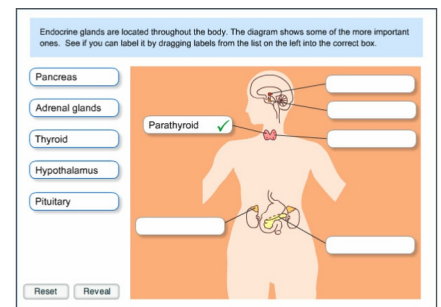 Endocrine glands are located throughout the body. The diagram shows some of the more important
ones. See if you can label it by dragging labels from the list on the left into the correct box.
Pancreas
Adrenal glands
Thyroid
Hypothalamus
Pituitary
Parathyroid
Reset
Reveal